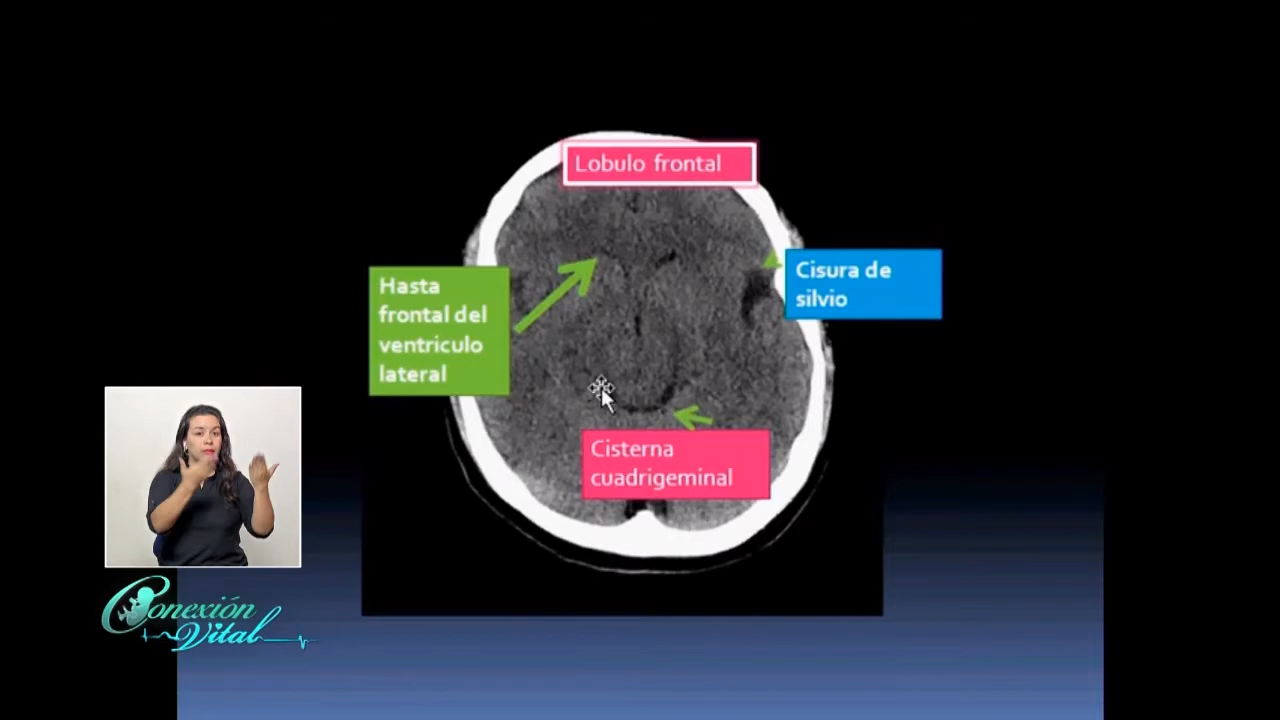 Lobulo frontal
Hasta
frontal del
ventriculo
lateral
Cisura de
silvio
Cisterna
cuadrigeminal
Conexión
Vital